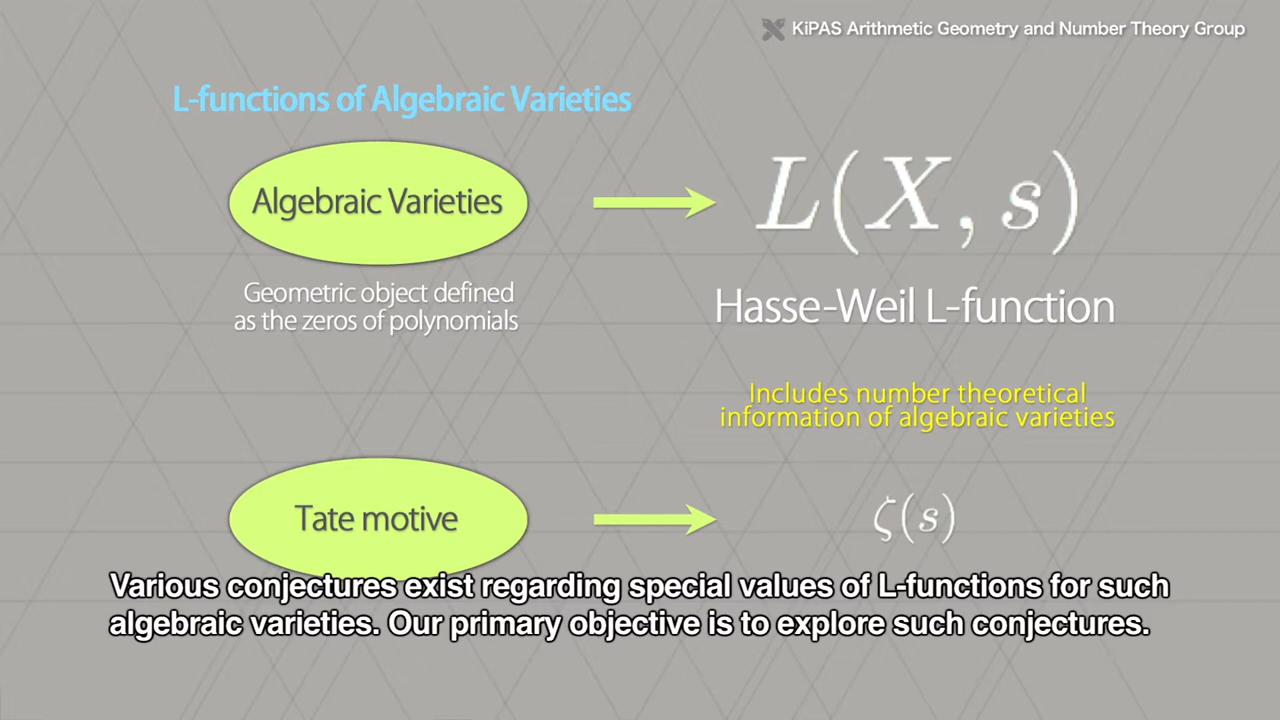 KiPAS Arithmetic Geometry and Number Theory Group
L-functions of Algebraic Varieties
Algebraic Varieties
L(X, s)
Geometric object defined
as the zeros of polynomials
Hasse-Weil L-function
Includes number theoretical
information of algebraic varieties
Tate motive
ζ(s)
Various conjectures exist regarding special values of L-functions for such
algebraic varieties. Our primary objective is to explore such conjectures.